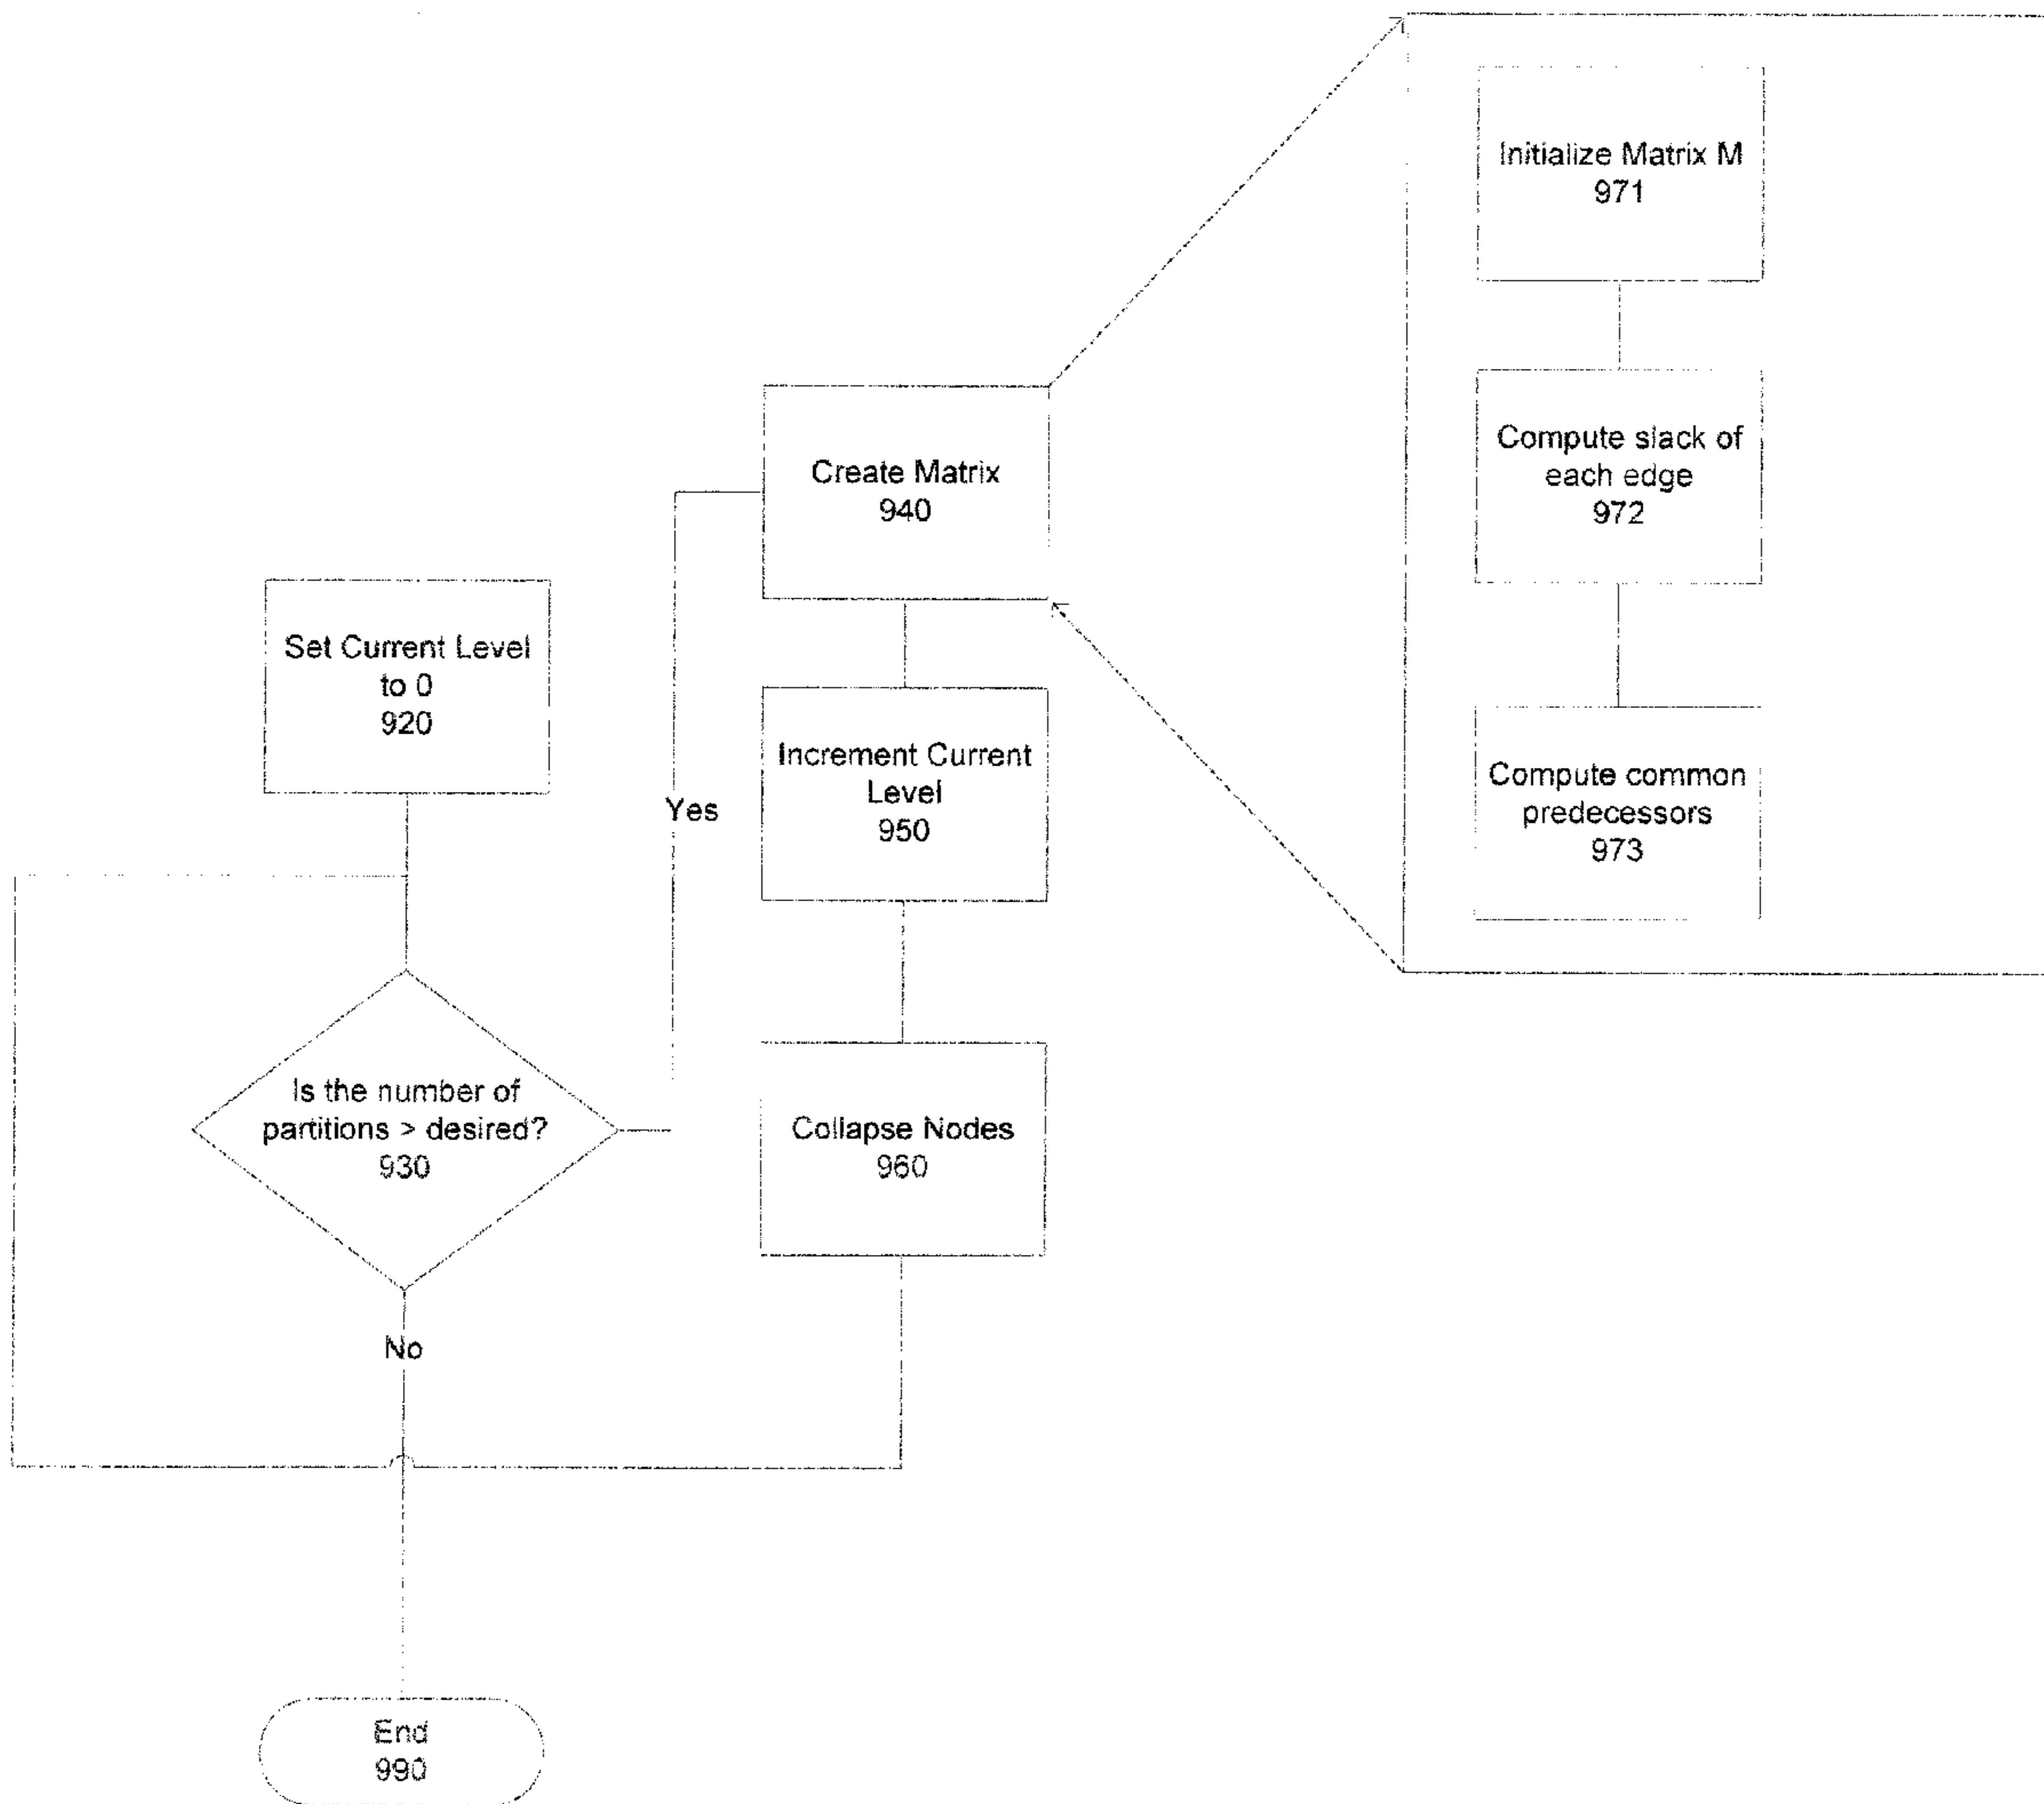 Set Current Level
to 0
920
Is the number of
partitions > desired?
930
Yes
No
End
990
Create Matrix
940
Increment Current
Level
950
Collapse Nodes
960
Initialize Matrix M
971
Compute slack of
each edge
972
Compute common
predecessors
973